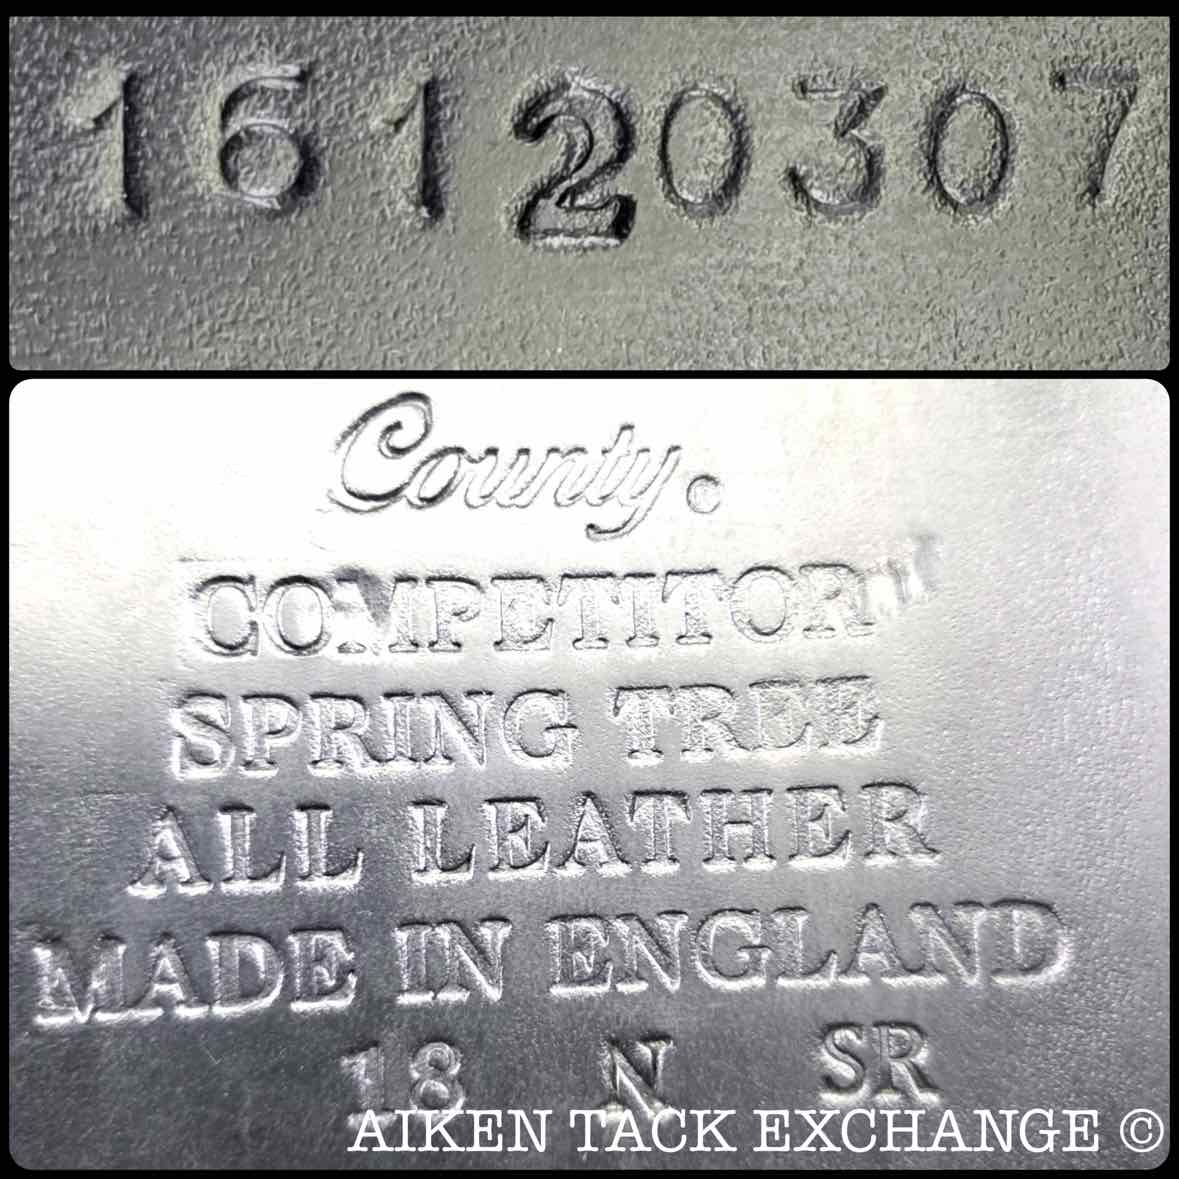 16120307
County.
COMPETITOR
SPRING TREE
ALL LEATHER
MADE IN ENGLAND
18 N SR
AIKEN TACK EXCHANGE ©